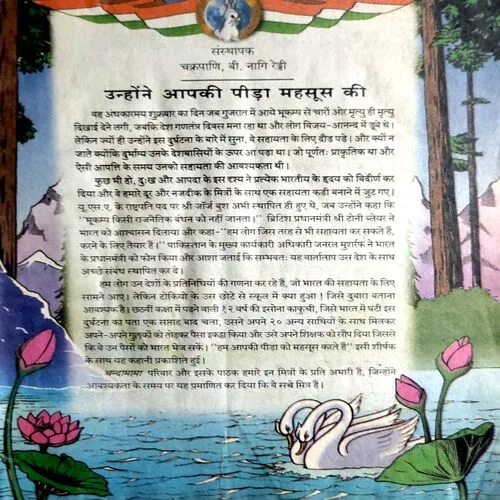 संस्थापक
चक्रपाणि, बी. नागि रेड्डी
उन्होंने आपकी पीड़ा महसूस की
वह अंधकारमय शुक्रवार का दिन जब गुजरात में आये भूकम्प से चारों ओर मृत्यु ही मृत्यु
दिखाई देने लगी, जबकि देश गणतंत्र दिवस मना रहा था और लोग विजय-आनन्द में डूबे थे।
लेकिन ज्यों ही उन्होंने इस दुर्घटना के बारे में सुना, वे सहायता के लिए दौड़ पड़े। और क्यों न
जाते क्योंकि दुर्भाग्य उनके देशवासियों के ऊपर आ पड़ा था। जो पूर्णतः प्राकृतिक था और
ऐसी आपत्ति के समय उनको सहायता की आवश्यकता थी।
कुछ भी हो, दुःख और आपदा के इस दृश्य ने प्रत्येक भारतीय के हृदय को बिदीर्ण कर
दिया और वे हमारे दूर और नजदीक के मित्रों के साथ एक सहायता कड़ी बनाने में जुट गए।
यू.एस.ए. के राष्ट्रपति पद पर श्री जॉर्ज बुश अभी स्थापित ही हुए थे, जब उन्होंने कहा कि
"भूकम्प किसी राजनैतिक बंधन को नहीं जानता।" ब्रिटिश प्रधानमंत्री श्री टोनी ब्लेयर ने
भारत को आश्वासन दिलाया और कहा-"हम लोग जिस तरह से भी सहायता कर सकते हैं,
करने के लिए तैयार हैं।" पाकिस्तान के मुख्य कार्यकारी अधिकारी जनरल मुशर्रफ ने भारत
के प्रधानमंत्री को फोन किया और आशा जताई कि सम्भवतः यह वार्तालाप उस देश के साथ
अच्छे संबंध स्थापित कर दे।
हम लोग उन देशों के प्रतिनिधियों की गणना कर रहे हैं, जो भारत की सहायता के लिए
सामने आए। लेकिन टोकियो के उस छोटे से स्कूल में क्या हुआ। जिसे दुबारा बताना
आवश्यक है। छठवीं कक्षा में पढ़ने वाली १२ वर्ष की इसोना काकुची, जिसे भारत में घटी इस
दुर्घटना का पता एक सप्ताह बाद चला, उसने अपने २० अन्य साथियों के साथ मिलकर
अपने-अपने गुल्लकों को तोड़कर पैसा इकट्ठा किया और उसे अपने शिक्षक को सौंप दिया जिससे
कि वे उन पैसों को भारत भेज सकें। "हम आपकी पीड़ा को महसूस करते हैं" इसी शीर्षक
के साथ यह कहानी प्रकाशित हुई।
चन्दामामा परिवार और इसके पाठक हमारे इन मित्रों के प्रति अभारी हैं, जिन्होंने
आवश्यकता के समय पर यह प्रमाणित कर दिया कि वे सच्चे मित्र हैं।